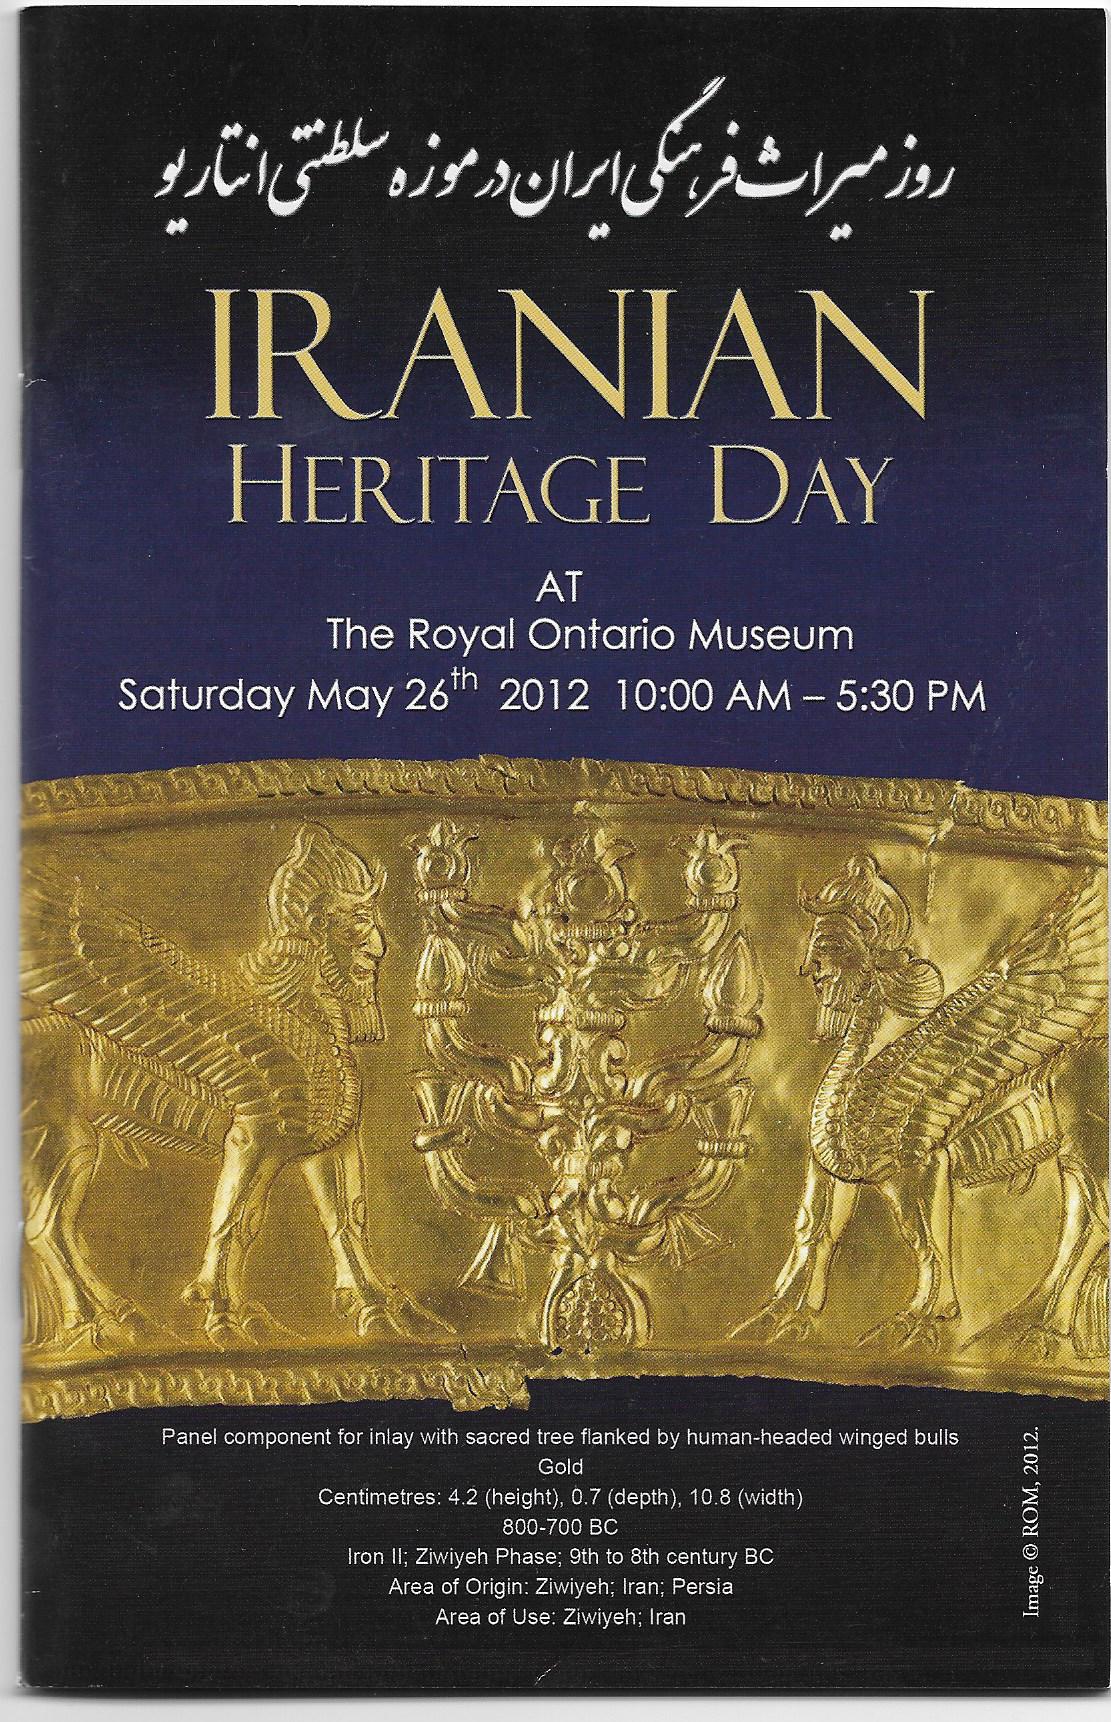 روز میراث فرهنگی ایران در موزه سلطنتی انتاریو
IRANIAN
HERITAGE DAY
AT
The Royal Ontario Museum
Saturday May 26th 2012 10:00 AM – 5:30 PM
Panel component for inlay with sacred tree flanked by human-headed winged bulls
Gold
Centimetres: 4.2 (height), 0.7 (depth), 10.8 (width)
800-700 BC
Iron II; Ziwiyeh Phase; 9th to 8th century BC
Area of Origin: Ziwiyeh; Iran; Persia
Area of Use: Ziwiyeh; Iran
Image © ROM, 2012.